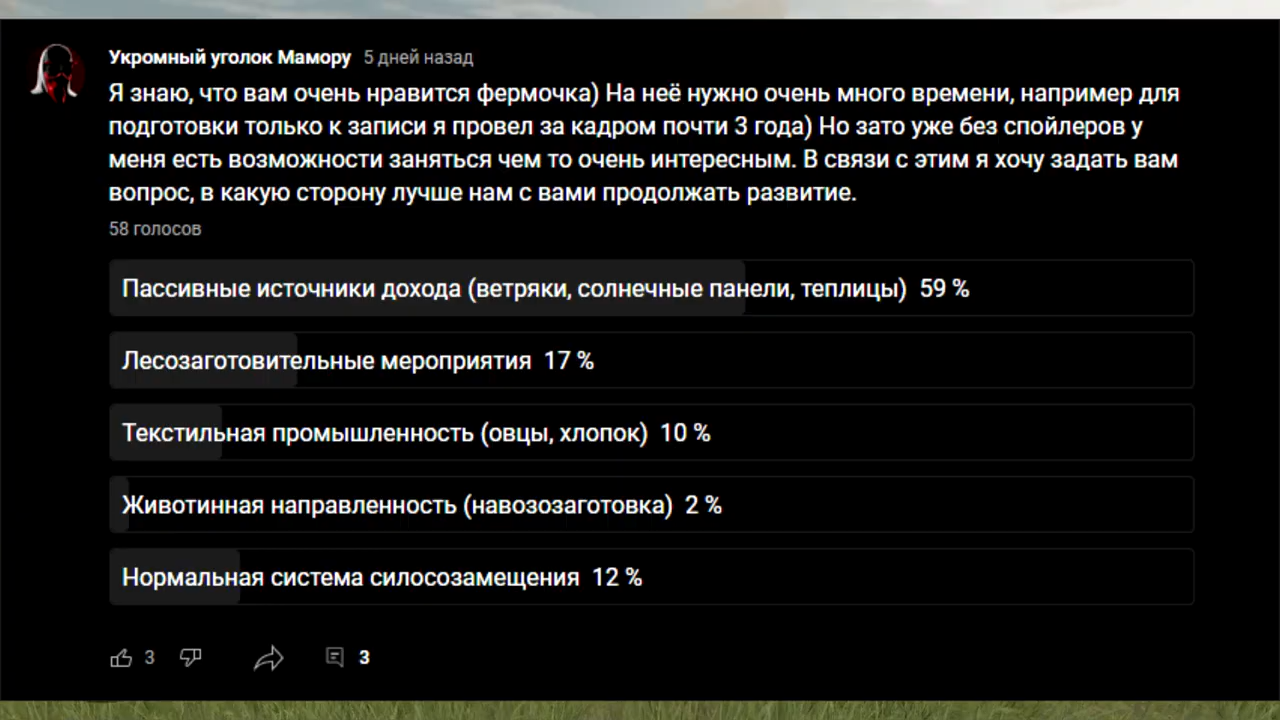 Укромный уголок Мамору 5 дней назад
Я знаю, что вам очень нравится фермочка) На неё нужно очень много времени, например для
подготовки только к записи я провел за кадром почти 3 года) Но зато уже без спойлеров у
меня есть возможности заняться чем то очень интересным. В связи с этим я хочу задать вам
вопрос, в какую сторону лучше нам с вами продолжать развитие.
58 голосов
Пассивные источники дохода (ветряки, солнечные панели, теплицы) 59 %
Лесозаготовительные мероприятия 17 %
Текстильная промышленность (овцы, хлопок) 10 %
Животинная направленность (навозозаготовка) 2 %
Нормальная система силосозамещения 12 %
3 3